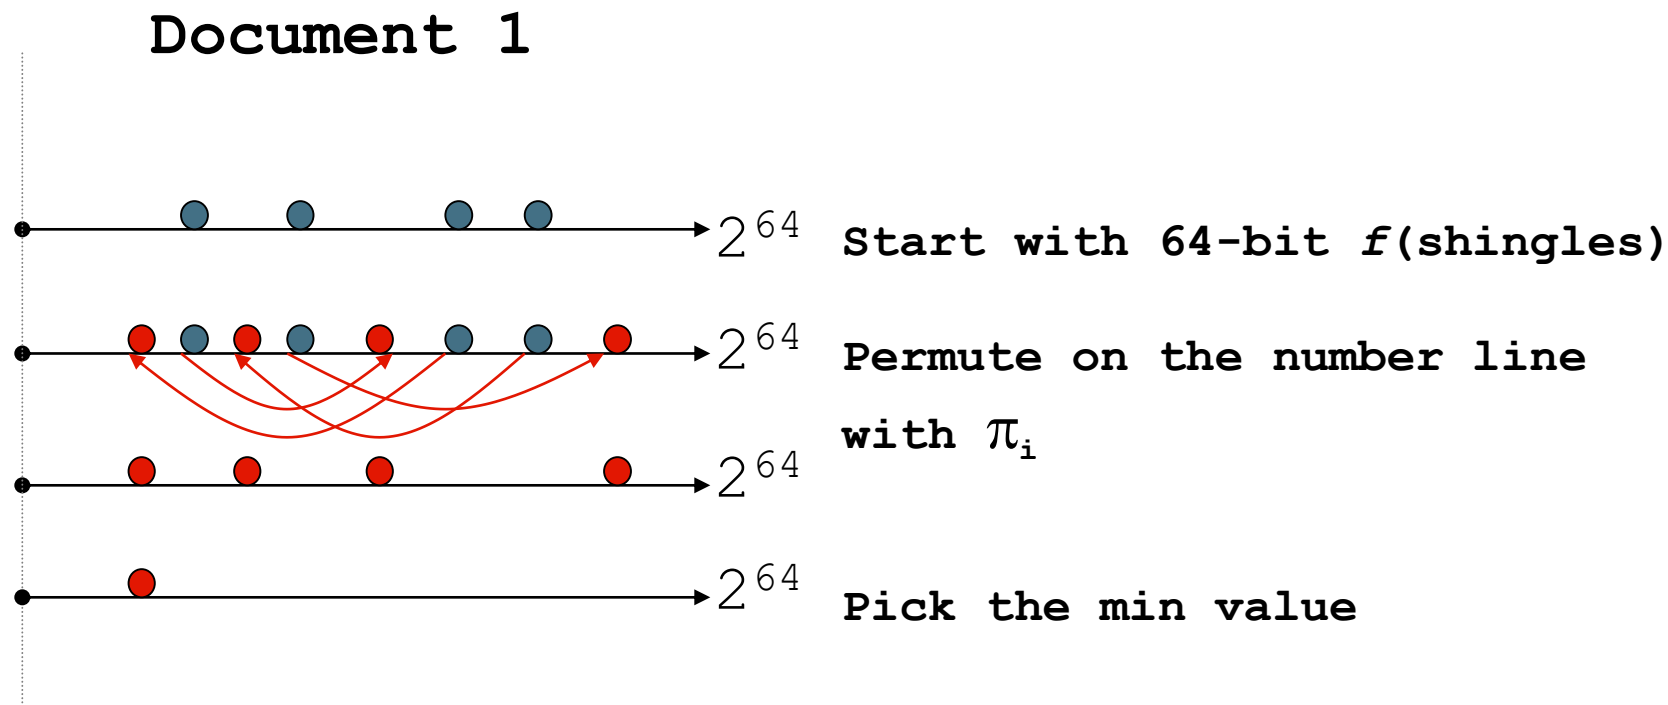 Document 1
2^64 Start with 64-bit f(shingles)
2^64 Permute on the number line
with π_i
2^64
2^64 Pick the min value